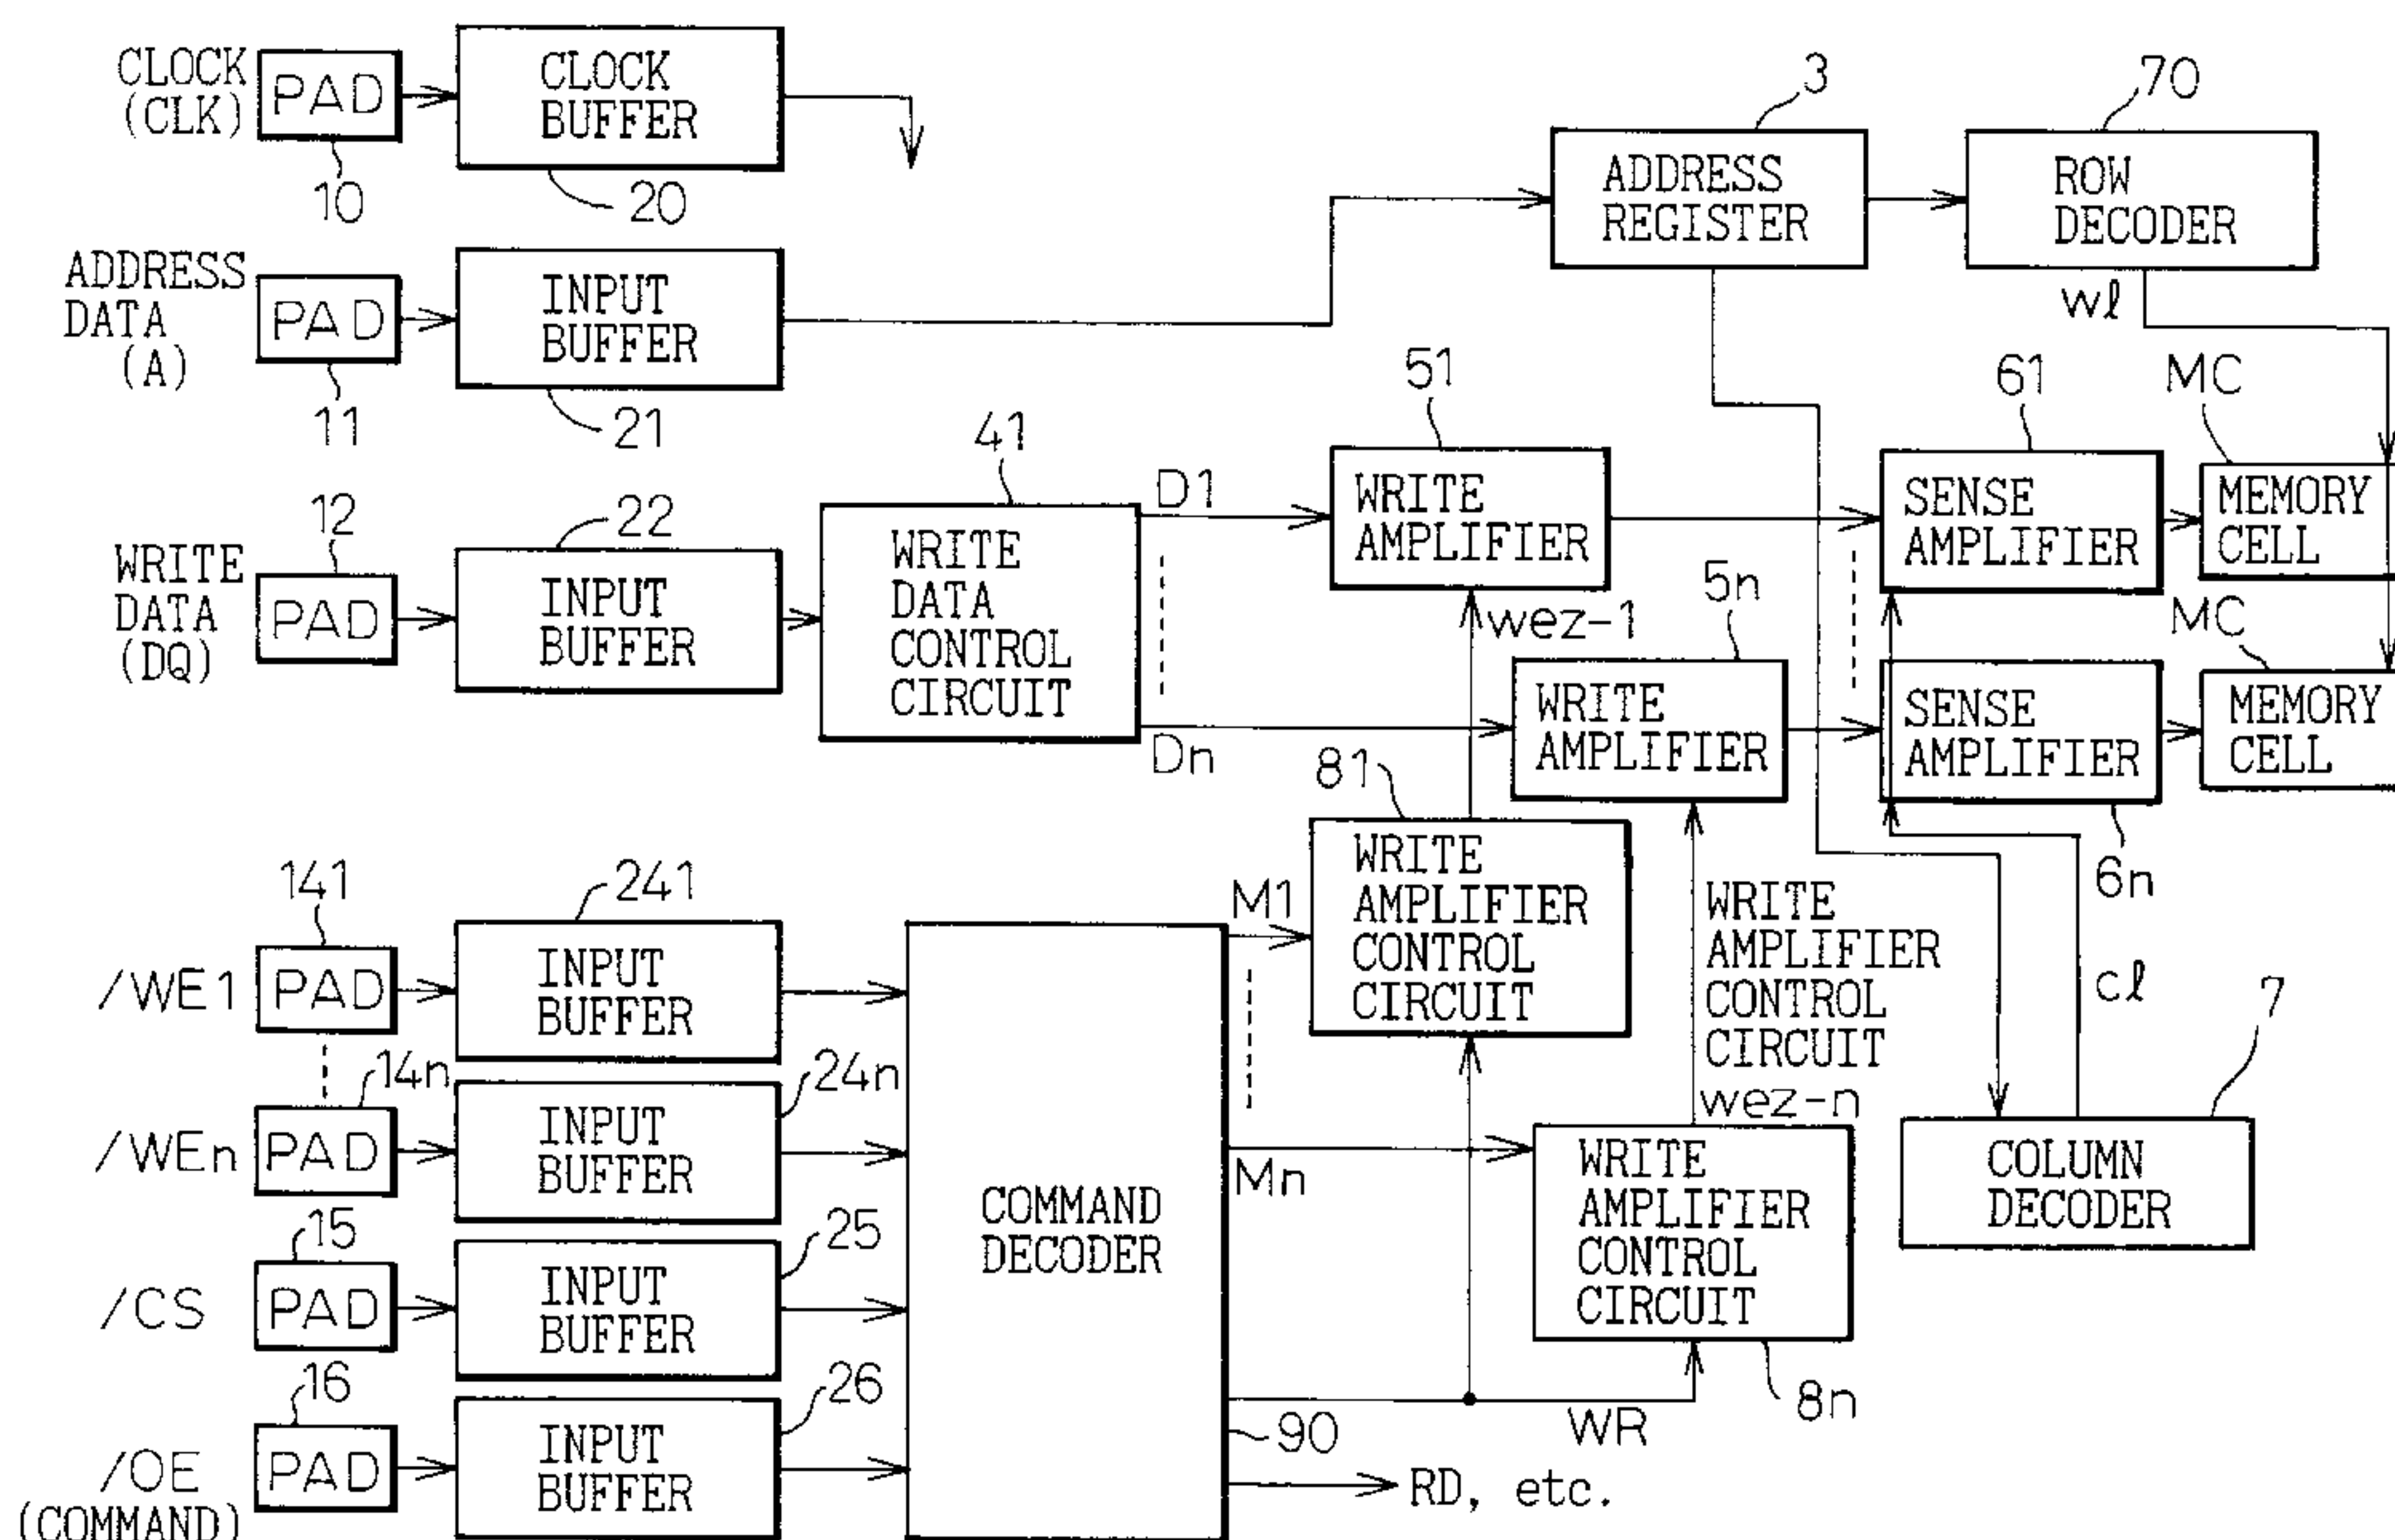 CLOCK
(CLK)
PAD
10
CLOCK
BUFFER
20
3
70
ADDRESS
REGISTER
ROW
DECODER
wℓ
ADDRESS
DATA
(A)
PAD
11
INPUT
BUFFER
21
WRITE
DATA
(DQ)
12
PAD
22
INPUT
BUFFER
41
WRITE
DATA
CONTROL
CIRCUIT
D1
Dn
51
WRITE
AMPLIFIER
wez-1
5n
WRITE
AMPLIFIER
61
SENSE
AMPLIFIER
MC
MEMORY
CELL
SENSE
AMPLIFIER
6n
MC
MEMORY
CELL
81
WRITE
AMPLIFIER
CONTROL
CIRCUIT
M1
WRITE
AMPLIFIER
CONTROL
CIRCUIT
wez-n
cℓ
7
COLUMN
DECODER
/WE1
141
PAD
241
INPUT
BUFFER
/WEn
14n
PAD
24n
INPUT
BUFFER
/CS
15
PAD
25
INPUT
BUFFER
/OE
(COMMAND)
16
PAD
26
INPUT
BUFFER
COMMAND
DECODER
90
Mn
WRITE
AMPLIFIER
CONTROL
CIRCUIT
8n
WR
RD, etc.